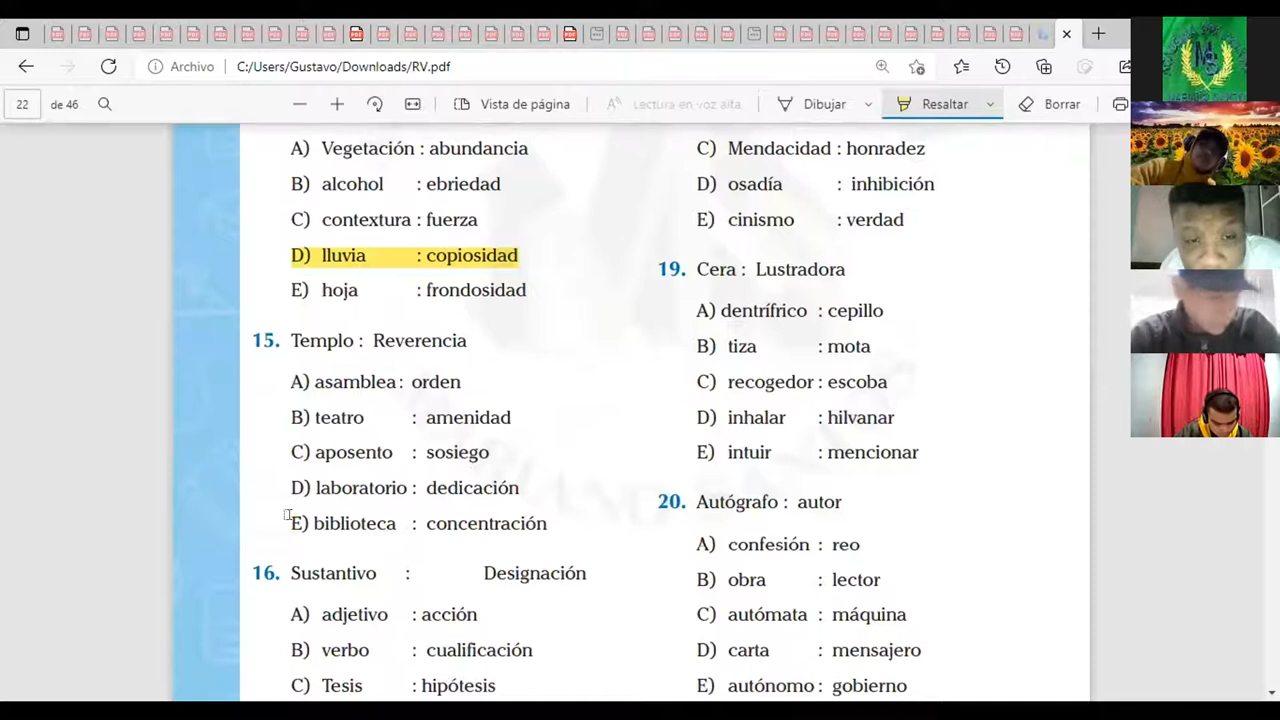 Archivo
C:/Users/Gustavo/Downloads/RV.pdf
22
de 46
Vista de página
Lectura en voz alta
Dibujar
Resaltar
Borrar
A) Vegetación : abundancia
B) alcohol : ebriedad
C) contextura : fuerza
D) lluvia : copiosidad
E) hoja : frondosidad
15. Templo : Reverencia
A) asamblea : orden
B) teatro : amenidad
C) aposento : sosiego
D) laboratorio : dedicación
E) biblioteca : concentración
16. Sustantivo : Designación
A) adjetivo : acción
B) verbo : cualificación
C) Tesis : hipótesis
C) Mendacidad : honradez
D) osadía : inhibición
E) cinismo : verdad
19. Cera : Lustradora
A) dentrífrico : cepillo
B) tiza : mota
C) recogedor : escoba
D) inhalar : hilvanar
E) intuir : mencionar
20. Autógrafo : autor
A) confesión : reo
B) obra : lector
C) autómata : máquina
D) carta : mensajero
E) autónomo : gobierno